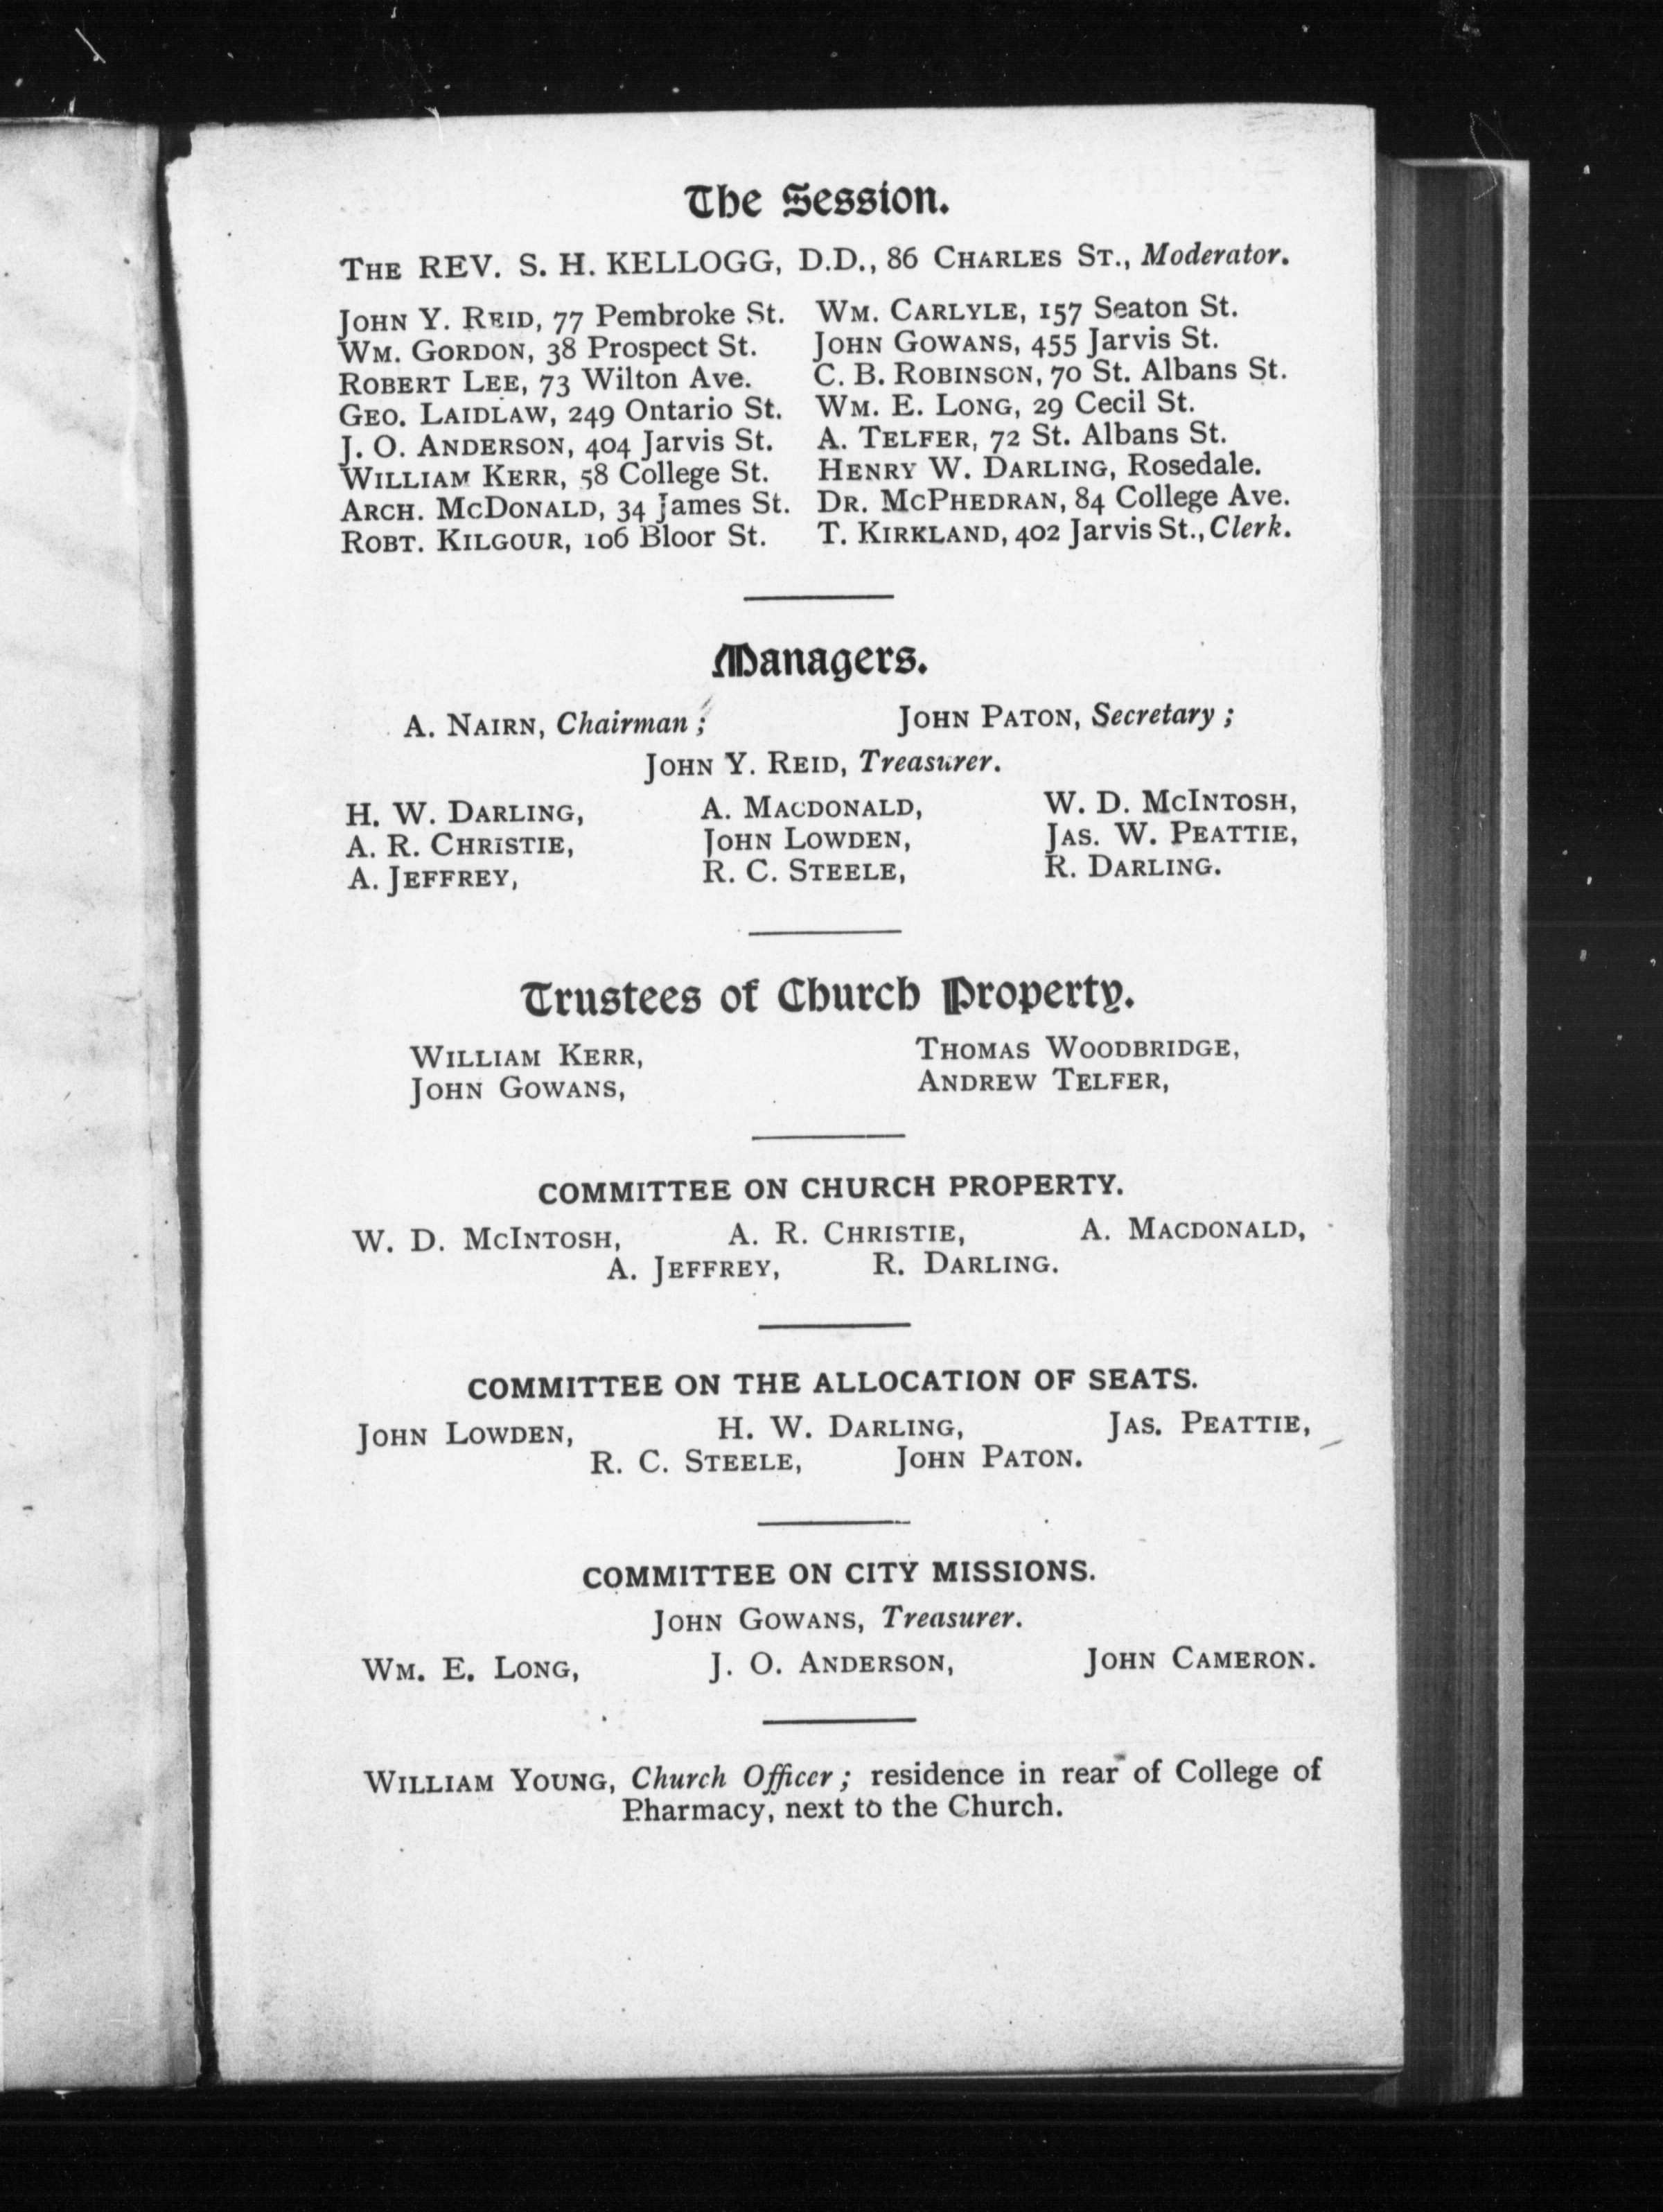 The Session.
THE REV. S. H. KELLOGG, D.D., 86 CHARLES ST., Moderator.
JOHN Y. REID, 77 Pembroke St.
WM. GORDON, 38 Prospect St.
ROBERT LEE, 73 Wilton Ave.
GEO. LAIDLAW, 249 Ontario St.
J. O. ANDERSON, 404 Jarvis St.
WILLIAM KERR, 58 College St.
ARCH. MCDONALD, 34 James St.
ROBT. KILGOUR, 106 Bloor St.
WM. CARLYLE, 157 Seaton St.
JOHN GOWANS, 455 Jarvis St.
C. B. ROBINSON, 70 St. Albans St.
WM. E. LONG, 29 Cecil St.
A. TELFER, 72 St. Albans St.
HENRY W. DARLING, Rosedale.
DR. MCPHEDRAN, 84 College Ave.
T. KIRKLAND, 402 Jarvis St., Clerk.
Managers.
A. NAIRN, Chairman; JOHN PATON, Secretary;
JOHN Y. REID, Treasurer.
H. W. DARLING, A. MACDONALD, W. D. MCINTOSH,
A. R. CHRISTIE, JOHN LOWDEN, JAS. W. PEATTIE,
A. JEFFREY, R. C. STEELE, R. DARLING.
Trustees of Church Property.
WILLIAM KERR, THOMAS WOODBRIDGE,
JOHN GOWANS, ANDREW TELFER,
COMMITTEE ON CHURCH PROPERTY.
W. D. MCINTOSH, A. R. CHRISTIE, A. MACDONALD,
A. JEFFREY, R. DARLING.
COMMITTEE ON THE ALLOCATION OF SEATS.
JOHN LOWDEN, H. W. DARLING, JAS. PEATTIE,
R. C. STEELE, JOHN PATON.
COMMITTEE ON CITY MISSIONS.
JOHN GOWANS, Treasurer.
WM. E. LONG, J. O. ANDERSON, JOHN CAMERON.
WILLIAM YOUNG, Church Officer; residence in rear of College of
Pharmacy, next to the Church.